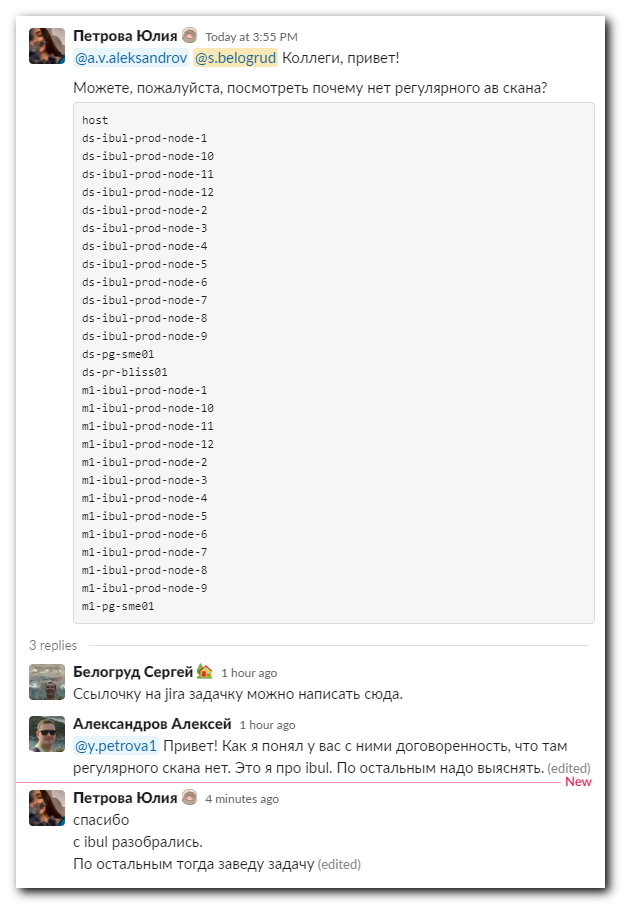 Петрова Юлия Today at 3:55 PM
@a.v.aleksandrov @s.belogrud Коллеги, привет!
Можете, пожалуйста, посмотреть почему нет регулярного ав скана?
host
ds-ibul-prod-node-1
ds-ibul-prod-node-10
ds-ibul-prod-node-11
ds-ibul-prod-node-12
ds-ibul-prod-node-2
ds-ibul-prod-node-3
ds-ibul-prod-node-4
ds-ibul-prod-node-5
ds-ibul-prod-node-6
ds-ibul-prod-node-7
ds-ibul-prod-node-8
ds-ibul-prod-node-9
ds-pg-sme01
ds-pr-bliss01
m1-ibul-prod-node-1
m1-ibul-prod-node-10
m1-ibul-prod-node-11
m1-ibul-prod-node-12
m1-ibul-prod-node-2
m1-ibul-prod-node-3
m1-ibul-prod-node-4
m1-ibul-prod-node-5
m1-ibul-prod-node-6
m1-ibul-prod-node-7
m1-ibul-prod-node-8
m1-ibul-prod-node-9
m1-pg-sme01
3 replies
Белогруд Сергей 1 hour ago
Ссылочку на jira задачку можно написать сюда.
Александров Алексей 1 hour ago
@y.petrova1 Привет! Как я понял у вас с ними договоренность, что там
регулярного скана нет. Это я про ibul. По остальным надо выяснять. (edited)
New
Петрова Юлия 4 minutes ago
спасибо
с ibul разобрались.
По остальным тогда заведу задачу (edited)